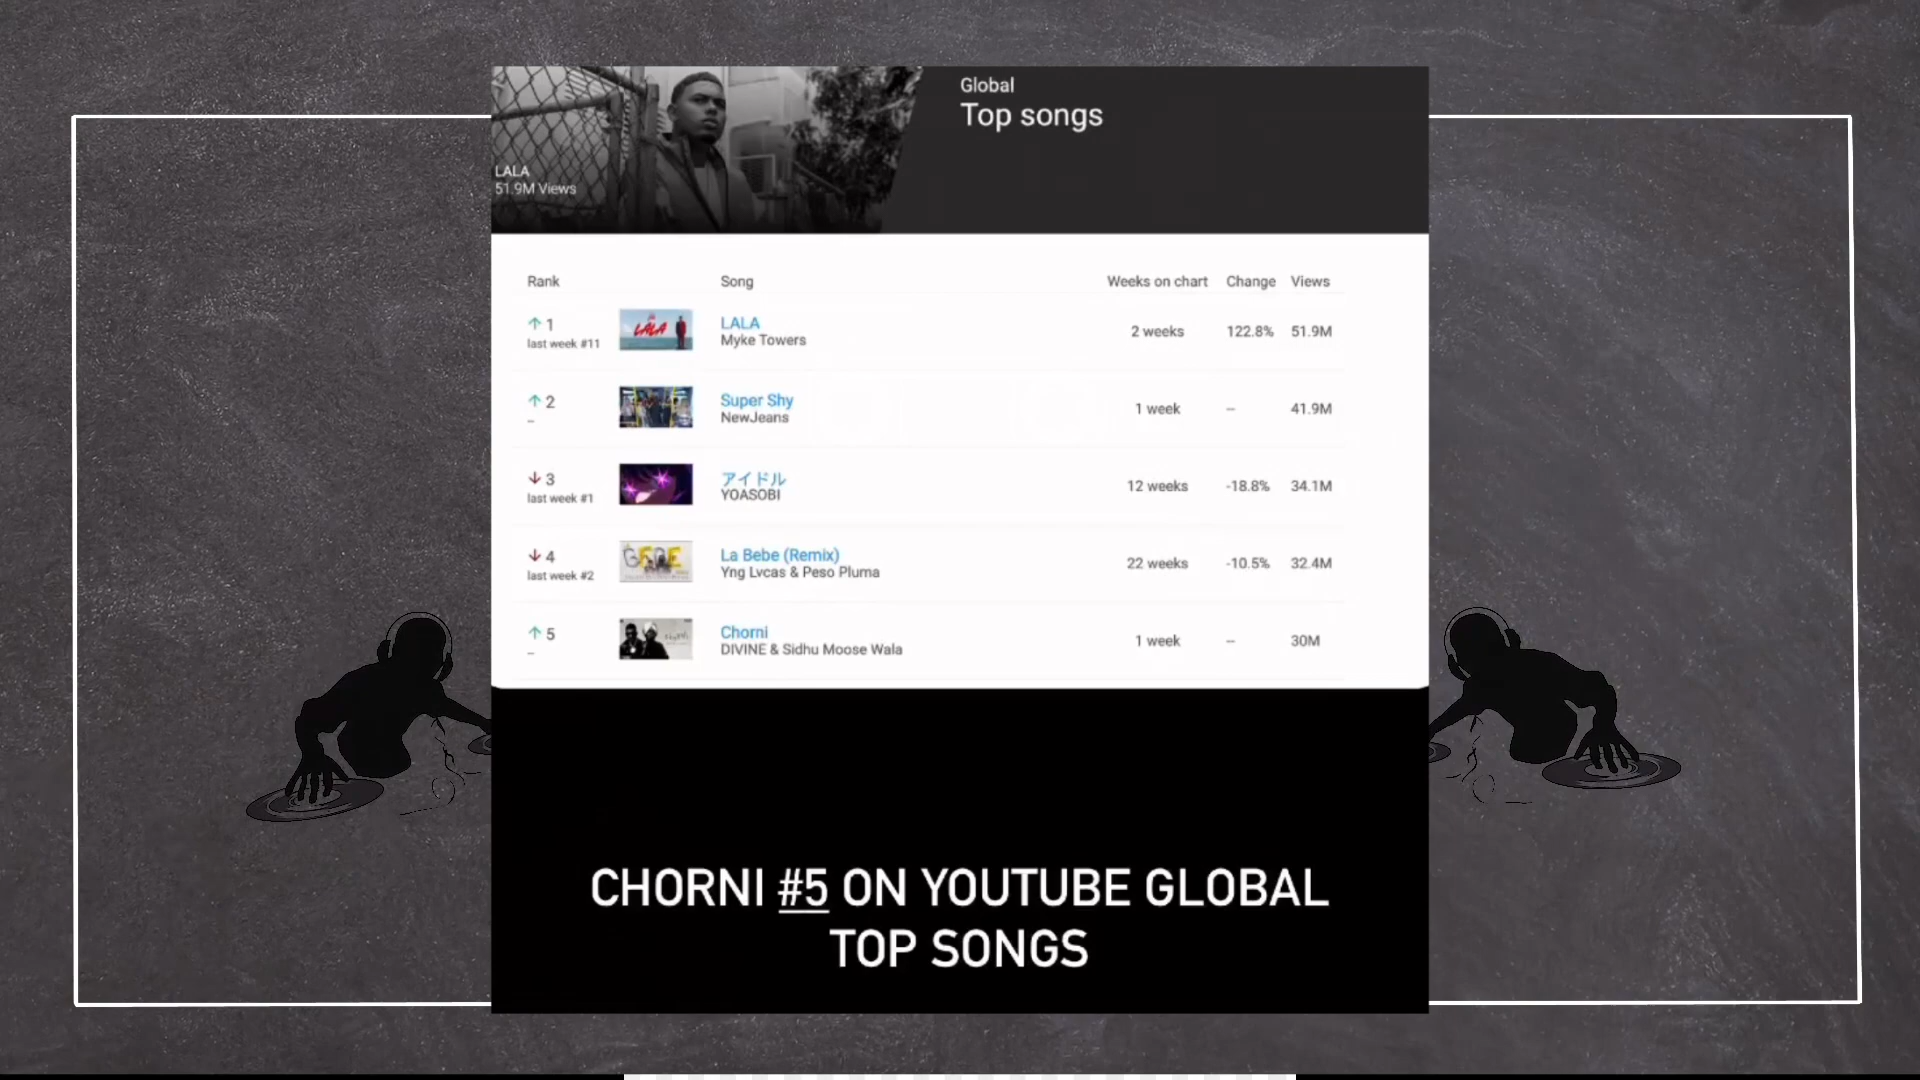 Global
Top songs
LALA
51.9M Views
Rank Song Weeks on chart Change Views
1 LALA 2 weeks 122.8% 51.9M
last week #11 Myke Towers
2 Super Shy 1 week -- 41.9M
-- NewJeans
3 アイドル 12 weeks -18.8% 34.1M
last week #1 YOASOBI
4 La Bebe (Remix) 22 weeks -10.5% 32.4M
last week #2 Yng Lvcas & Peso Pluma
5 Chorni 1 week -- 30M
-- DIVINE & Sidhu Moose Wala
CHORNI #5 ON YOUTUBE GLOBAL
TOP SONGS